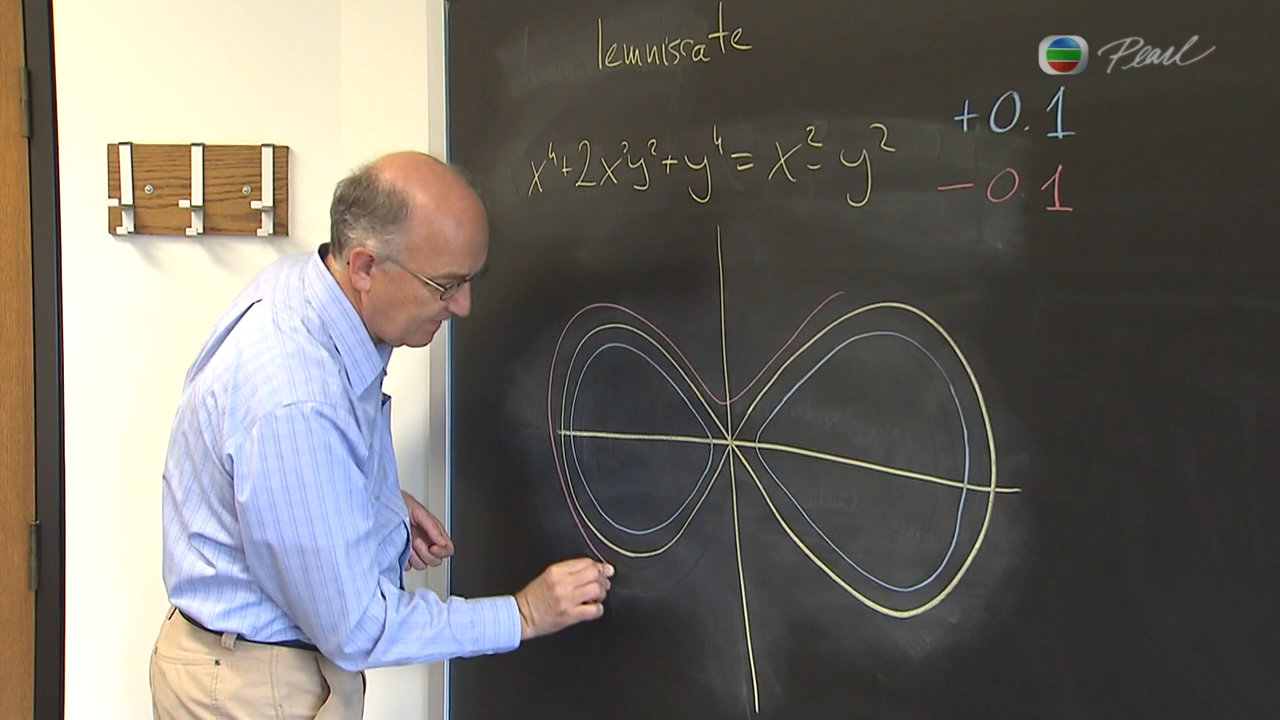 lemniscate
Pearl
+0.1
x⁴+2x²y²+y⁴=x²-y²
-0.1